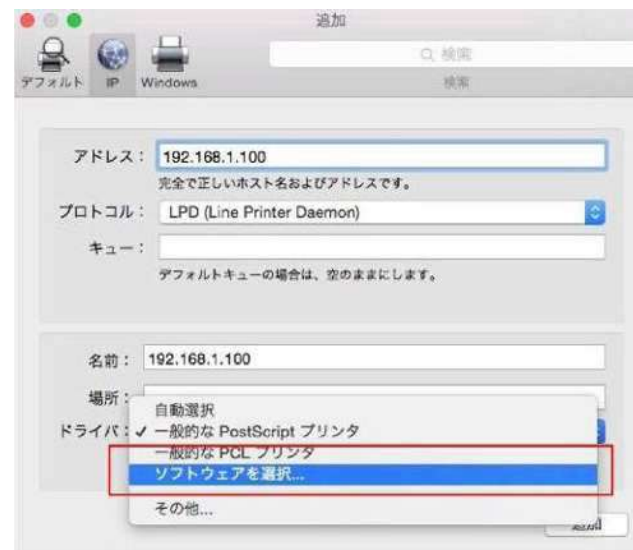 追加
デフォルト IP Windows
検索
検索
アドレス： 192.168.1.100
完全で正しいホスト名およびアドレスです。
プロトコル： LPD (Line Printer Daemon)
キュー：
デフォルトキューの場合は、空のままにします。
名前： 192.168.1.100
場所：
ドライバ：
自動選択
✓ 一般的な PostScript プリンタ
一般的な PCL プリンタ
ソフトウェアを選択...
その他...
追加